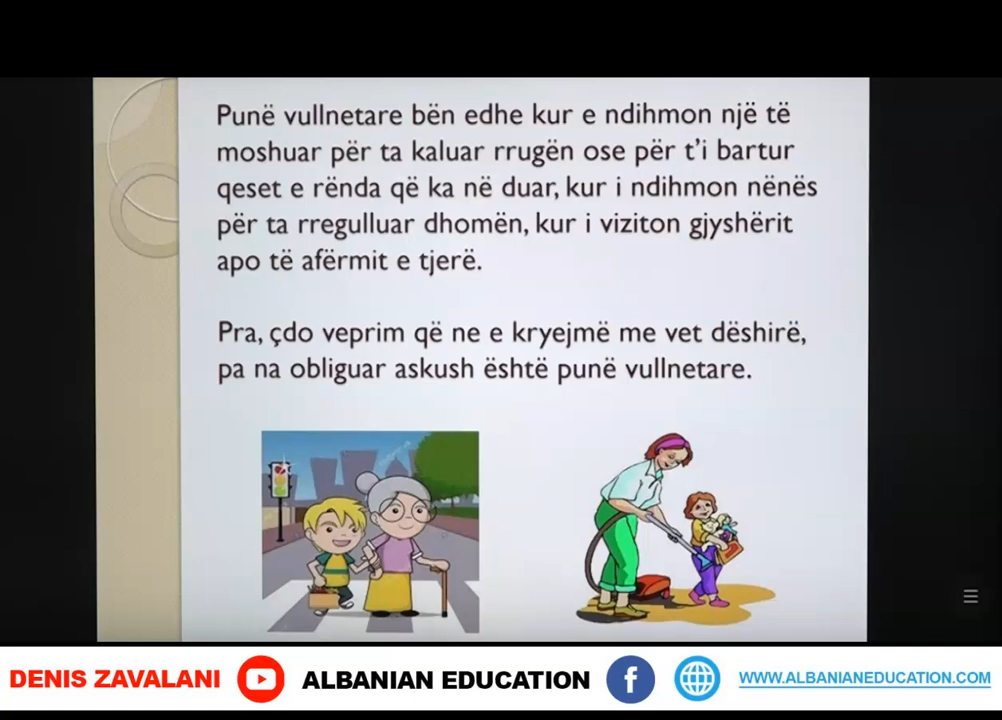 Punë vullnetare bën edhe kur e ndihmon një të
moshuar për ta kaluar rrugën ose për t'i bartur
qeset e rënda që ka në duar, kur i ndihmon nënës
për ta rregulluar dhomën, kur i viziton gjyshërit
apo të afërmit e tjerë.
Pra, çdo veprim që ne e kryejmë me vet dëshirë,
pa na obliguar askush është punë vullnetare.
DENIS ZAVALANI ALBANIAN EDUCATION f WWW.ALBANIANEDUCATION.COM